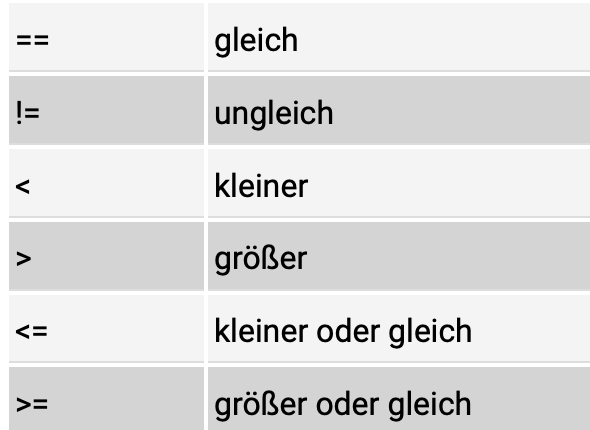 == gleich
!= ungleich
< kleiner
> größer
<= kleiner oder gleich
>= größer oder gleich